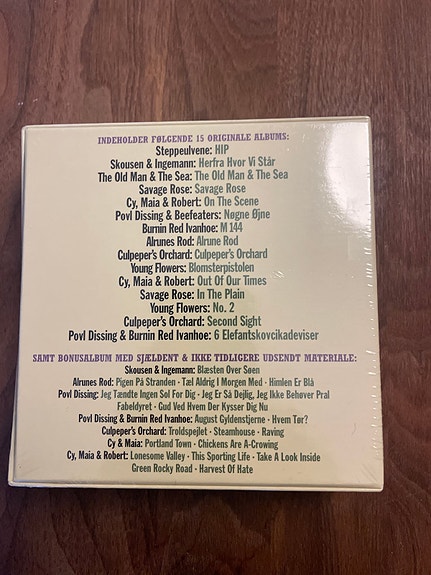 INDEHOLDER FØLGENDE 15 ORIGINALE ALBUMS:
Steppeulvene: HIP
Skousen & Ingemann: Herfra Hvor Vi Står
The Old Man & The Sea: The Old Man & The Sea
Savage Rose: Savage Rose
Cy, Maia & Robert: On The Scene
Povl Dissing & Beefeaters: Nøgne Øjne
Burnin Red Ivanhoe: M 144
Alrunes Rod: Alrune Rod
Culpeper's Orchard: Culpeper's Orchard
Young Flowers: Blomsterpistolen
Cy, Maia & Robert: Out Of Our Times
Savage Rose: In The Plain
Young Flowers: No. 2
Culpeper's Orchard: Second Sight
Povl Dissing & Burnin Red Ivanhoe: 6 Elefantskovcikadeviser
SAMT BONUSALBUM MED SJÆLDENT & IKKE TIDLIGERE UDSENDT MATERIALE:
Skousen & Ingemann: Blæsten Over Søen
Alrunes Rod: Pigen På Stranden · Tæl Aldrig I Morgen Med · Himlen Er Blå
Povl Dissing: Jeg Tændte Ingen Sol For Dig · Jeg Er Så Dejlig, Jeg Ikke Behøver Pral
Fabeldyret · Gud Ved Hvem Der Kysser Dig Nu
Povl Dissing & Burnin Red Ivanhoe: August Gyldenstjerne · Hvem Tør?
Culpeper's Orchard: Troldspejlet · Steamhouse · Raving
Cy & Maia: Portland Town · Chickens Are A-Crowing
Cy, Maia & Robert: Lonesome Valley · This Sporting Life · Take A Look Inside
Green Rocky Road · Harvest Of Hate